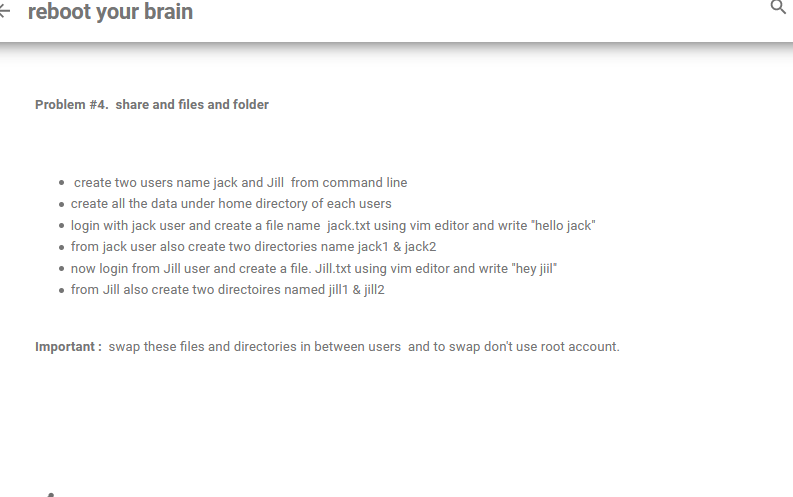 reboot your brain
Problem #4. share and files and folder
create two users name jack and Jill from command line
create all the data under home directory of each users
login with jack user and create a file name jack.txt using vim editor and write "hello jack"
from jack user also create two directories name jack1 & jack2
now login from Jill user and create a file. Jill.txt using vim editor and write "hey jiil"
from Jill also create two directoires named jill1 & jill2
Important : swap these files and directories in between users and to swap don't use root account.